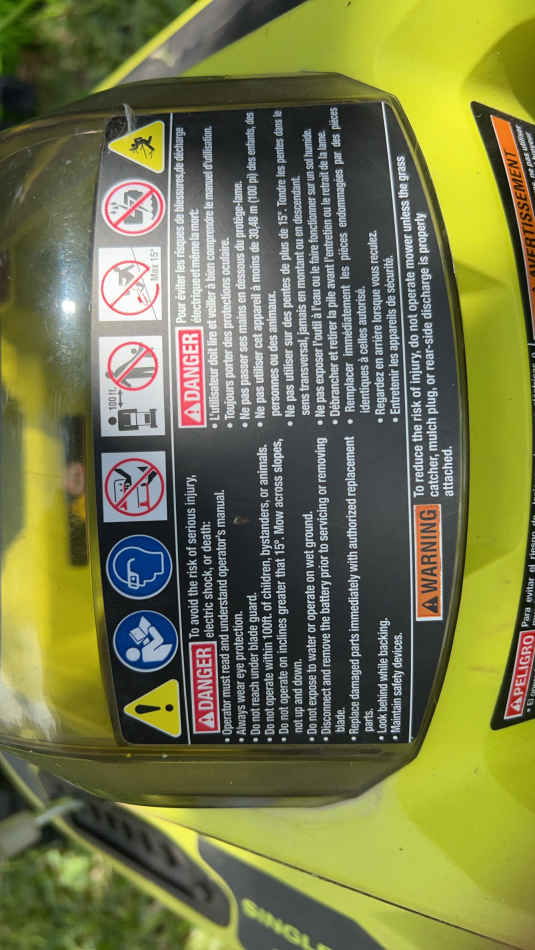 100 ft.
Max 15°
DANGER
To avoid the risk of serious injury,
electric shock, or death:
• Operator must read and understand operator's manual.
• Always wear eye protection.
• Do not reach under blade guard.
• Do not operate within 100ft. of children, bystanders, or animals.
• Do not operate on inclines greater that 15°. Mow across slopes,
not up and down.
• Do not expose to water or operate on wet ground.
• Disconnect and remove the battery prior to servicing or removing
blade.
• Replace damaged parts immediately with authorized replacement
parts.
• Look behind while backing.
• Maintain safety devices.
DANGER
Pour éviter les risques de blessures,de décharge
électrique et même la mort:
• L'utilisateur doit lire et veiller à bien comprendre le manuel d'utilisation.
• Toujours porter des protections oculaire.
• Ne pas passer ses mains en dessous du protège-lame.
• Ne pas utiliser cet appareil à moins de 30,48 m (100 pi) des enfants, des
personnes ou des animaux.
• Ne pas utiliser sur des pentes de plus de 15°. Tondre les pentes dans le
sens transversal, jamais en montant ou en descendant.
• Ne pas exposer l'outil à l'eau ou le faire fonctionner sur un sol humide.
• Débrancher et retirer la pile avant l'entretien ou le retrait de la lame.
• Remplacer immédiatement les pièces endommagées par des pièces
identiques à celles autorisé.
• Regardez en arrière lorsque vous reculez.
• Entretenir les appareils de sécurité.
WARNING
To reduce the risk of injury, do not operate mower unless the grass
catcher, mulch plug, or rear-side discharge is properly
attached.
PELIGRO
Para evitar el riesgo de
AVERTISSEMENT
SINGLE